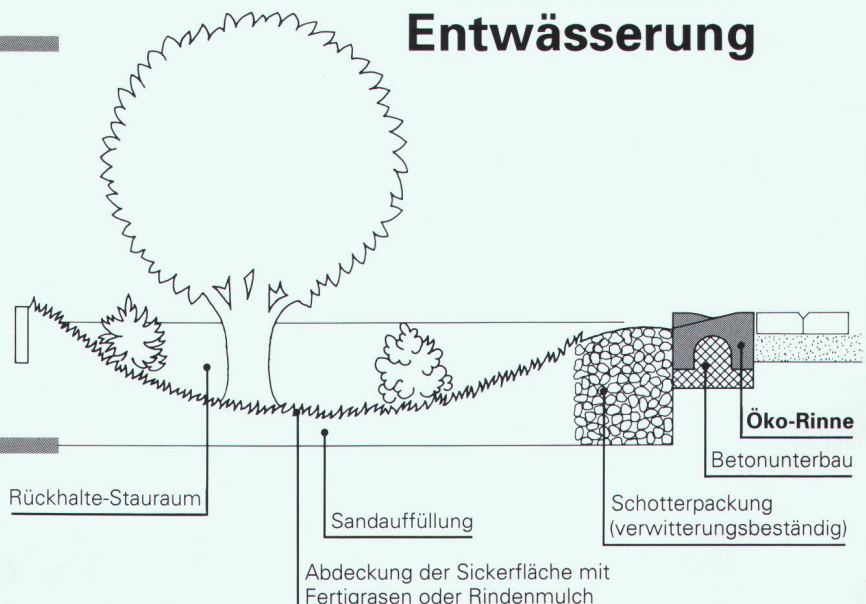 Entwässerung
Öko-Rinne
Betonunterbau
Rückhalte-Stauraum
Schotterpackung
(verwitterungsbeständig)
Sandauffüllung
Abdeckung der Sickerfläche mit
Fertigrasen oder Rindenmulch